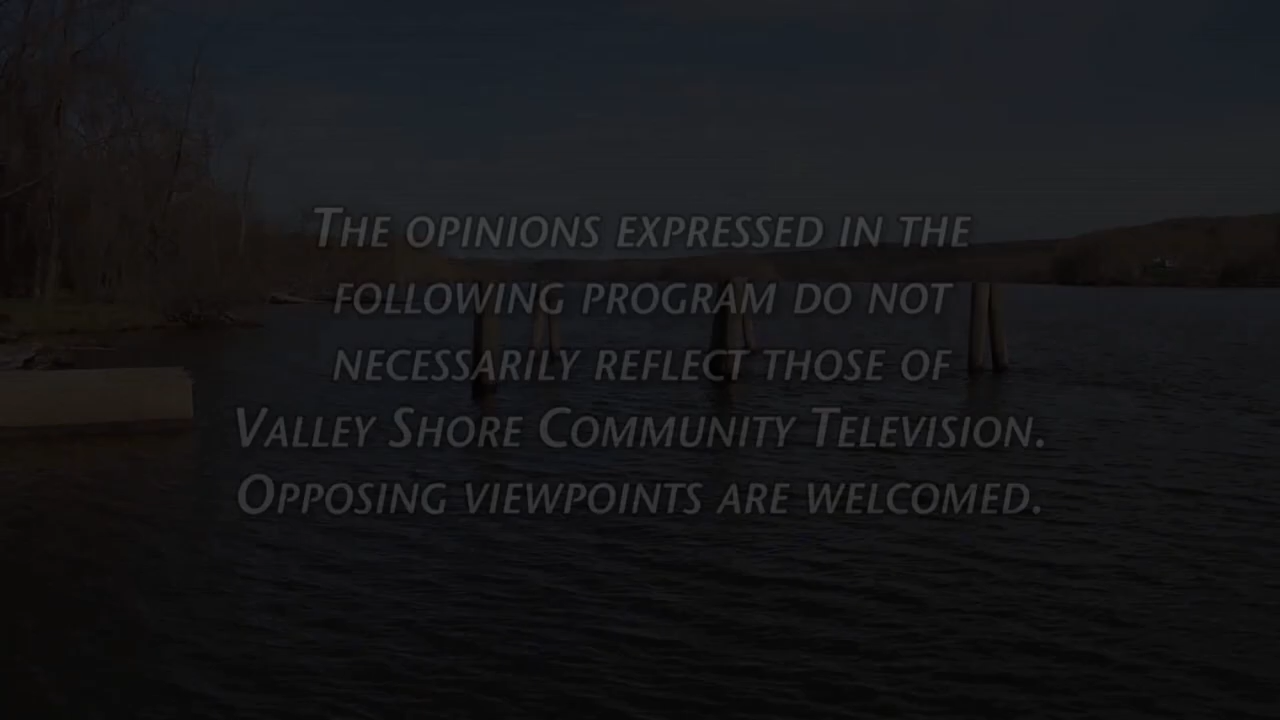 The opinions expressed in the
following program do not
necessarily reflect those of
Valley Shore Community Television.
Opposing viewpoints are welcomed.